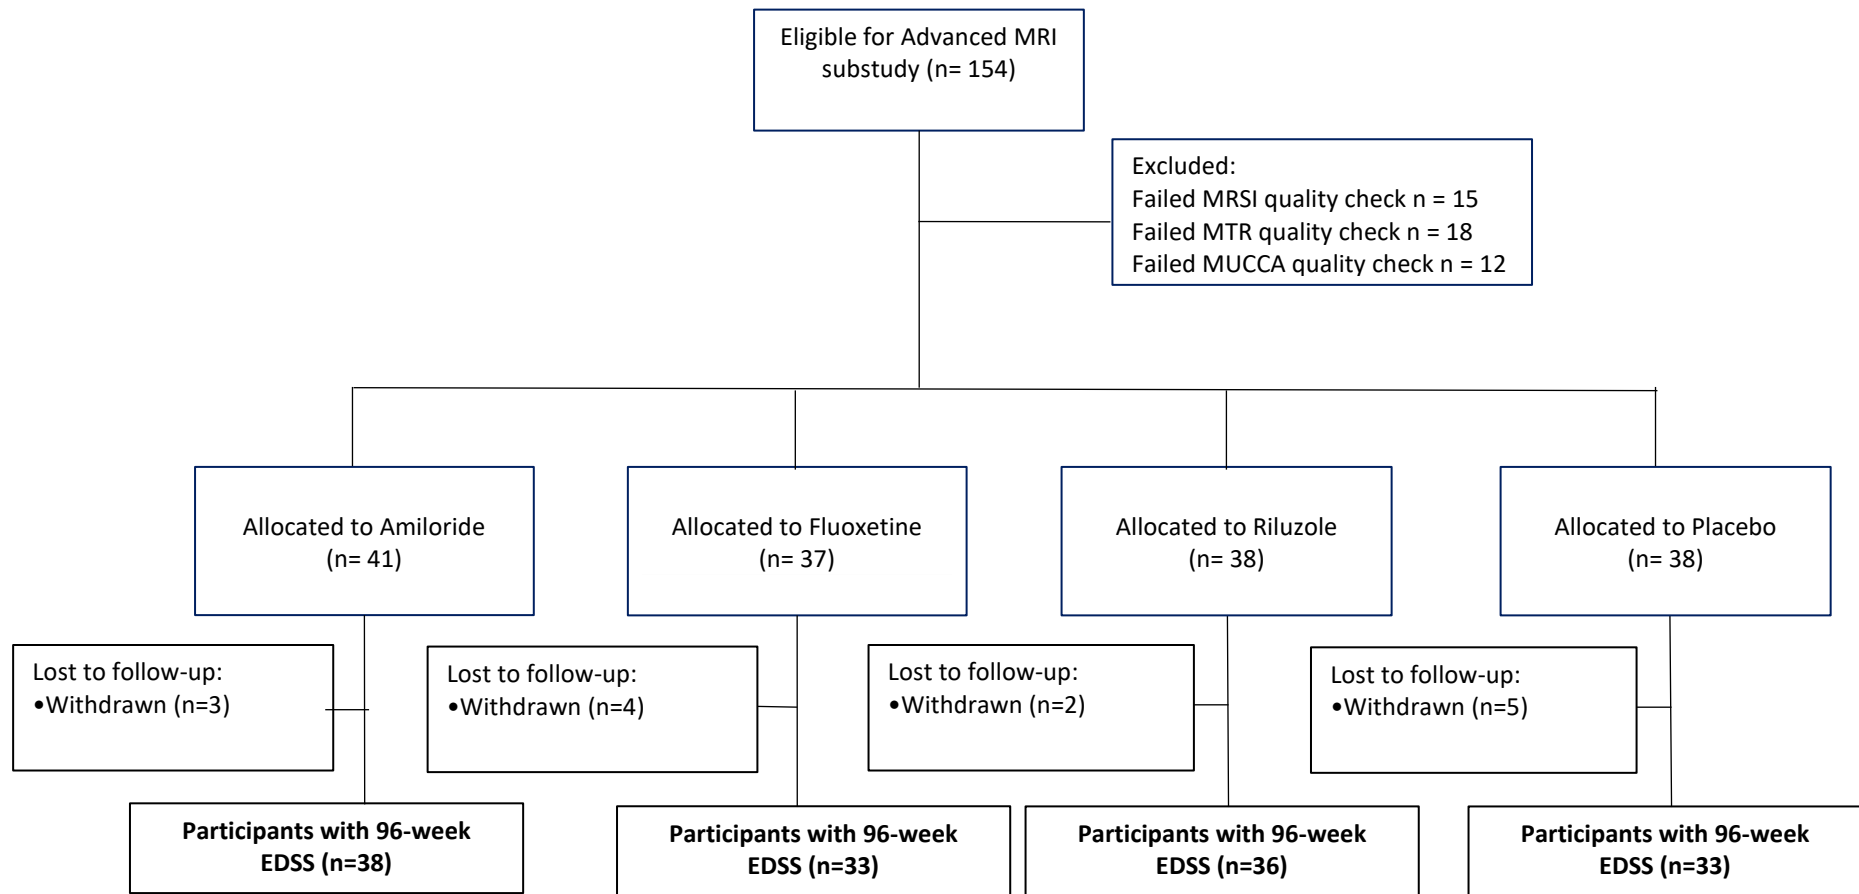 Eligible for Advanced MRI
substudy (n= 154)
Excluded:
Failed MRSI quality check n = 15
Failed MTR quality check n = 18
Failed MUCCA quality check n = 12
Allocated to Amiloride
(n= 41)
Allocated to Fluoxetine
(n= 37)
Allocated to Riluzole
(n= 38)
Allocated to Placebo
(n= 38)
Lost to follow-up:
•Withdrawn (n=3)
Lost to follow-up:
•Withdrawn (n=4)
Lost to follow-up:
•Withdrawn (n=2)
Lost to follow-up:
•Withdrawn (n=5)
Participants with 96-week
EDSS (n=38)
Participants with 96-week
EDSS (n=33)
Participants with 96-week
EDSS (n=36)
Participants with 96-week
EDSS (n=33)